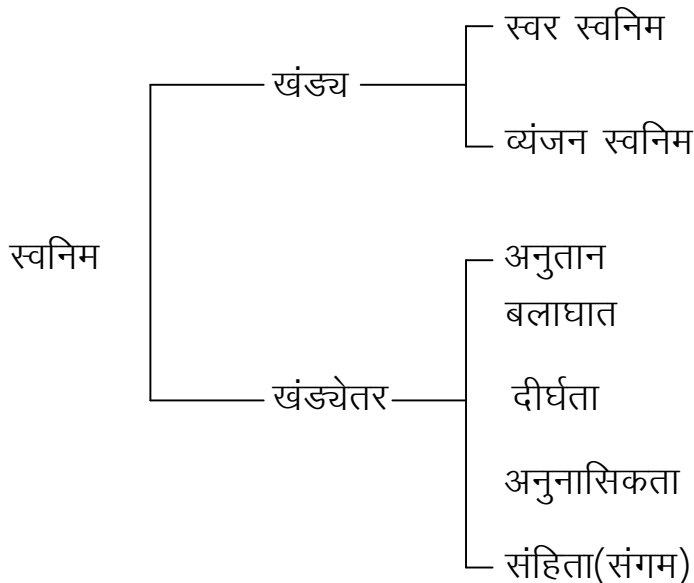 स्वर स्वनिम
खंड्य
व्यंजन स्वनिम
स्वनिम
अनुतान
बलाघात
खंड्येतर
दीर्घता
अनुनासिकता
संहिता(संगम)